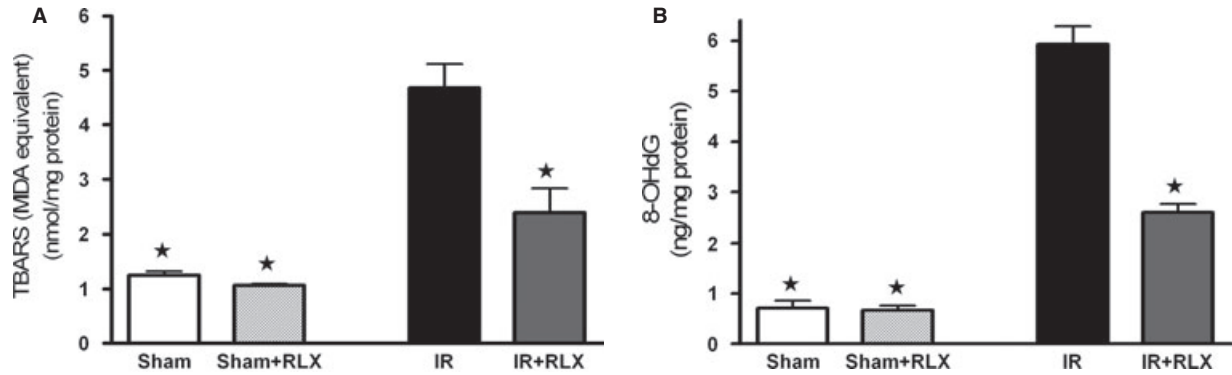 A
TBARS (MDA equivalent)
(nmol/mg protein)
6
5
4
3
2
1
0
★
★
★
Sham
Sham+RLX
IR
IR+RLX
B
8-OHdG
(ng/mg protein)
6
5
4
3
2
1
0
★
★
★
Sham
Sham+RLX
IR
IR+RLX